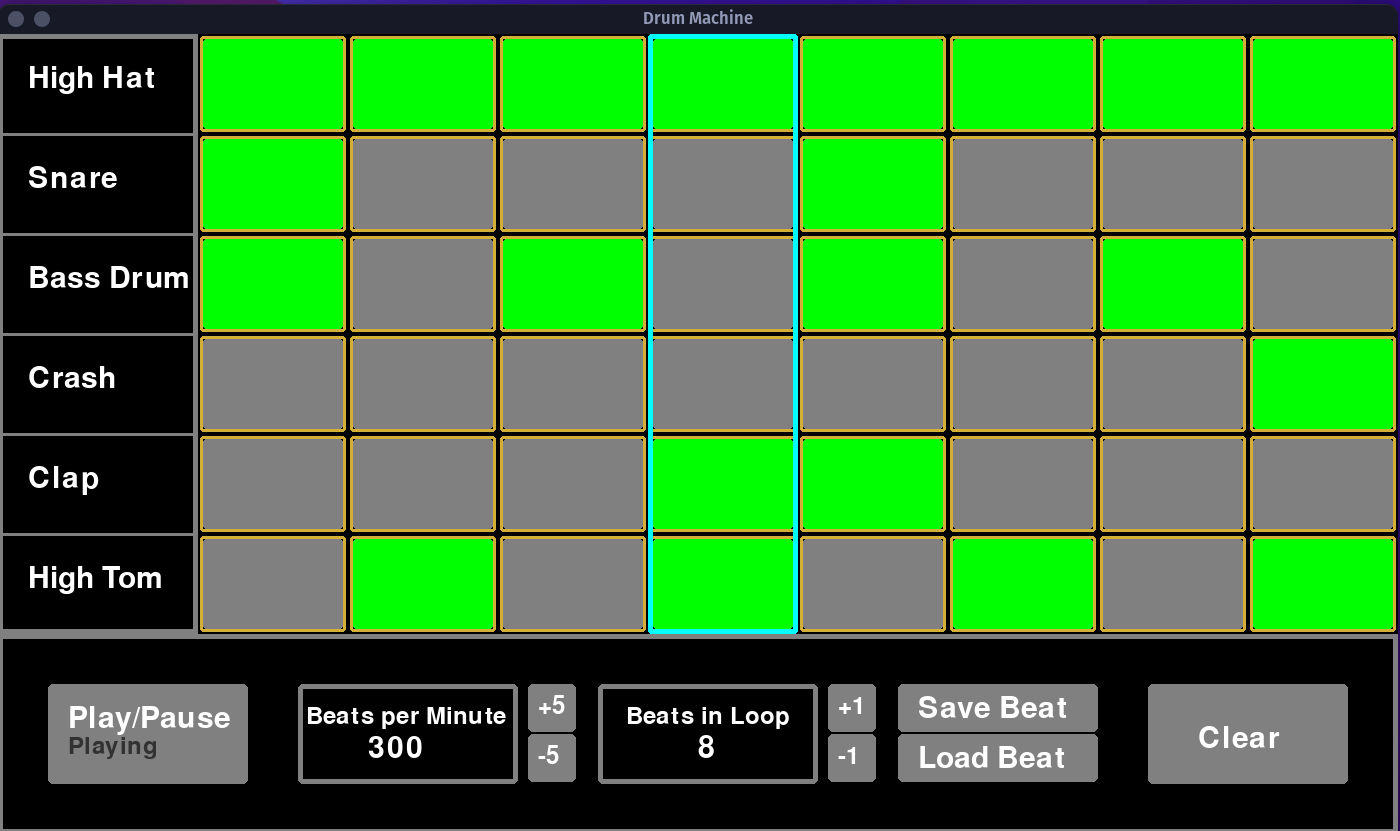 Drum Machine
High Hat
Snare
Bass Drum
Crash
Clap
High Tom
Play/Pause
Playing
Beats per Minute
300
+5
-5
Beats in Loop
8
+1
-1
Save Beat
Load Beat
Clear